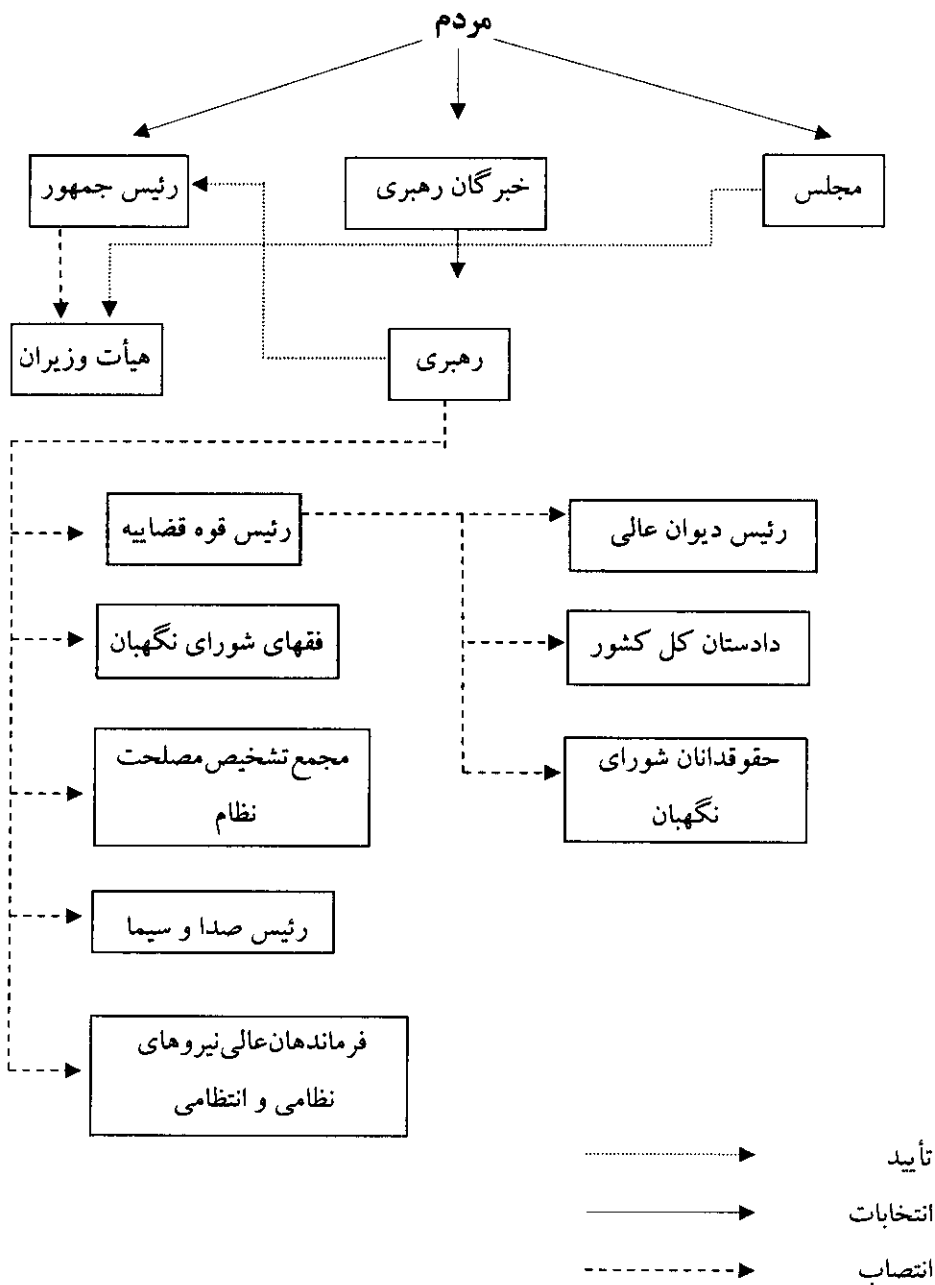 مردم
مجلس
خبرگان رهبری
رئیس جمهور
رهبری
هیأت وزیران
رئیس دیوان عالی
رئیس قوه قضاییه
دادستان کل کشور
فقهای شورای نگهبان
حقوقدانان شورای
نگهبان
مجمع تشخیص مصلحت
نظام
رئیس صدا و سیما
فرماندهان عالی نیروهای
نظامی و انتظامی
تأیید
انتخابات
انتصاب